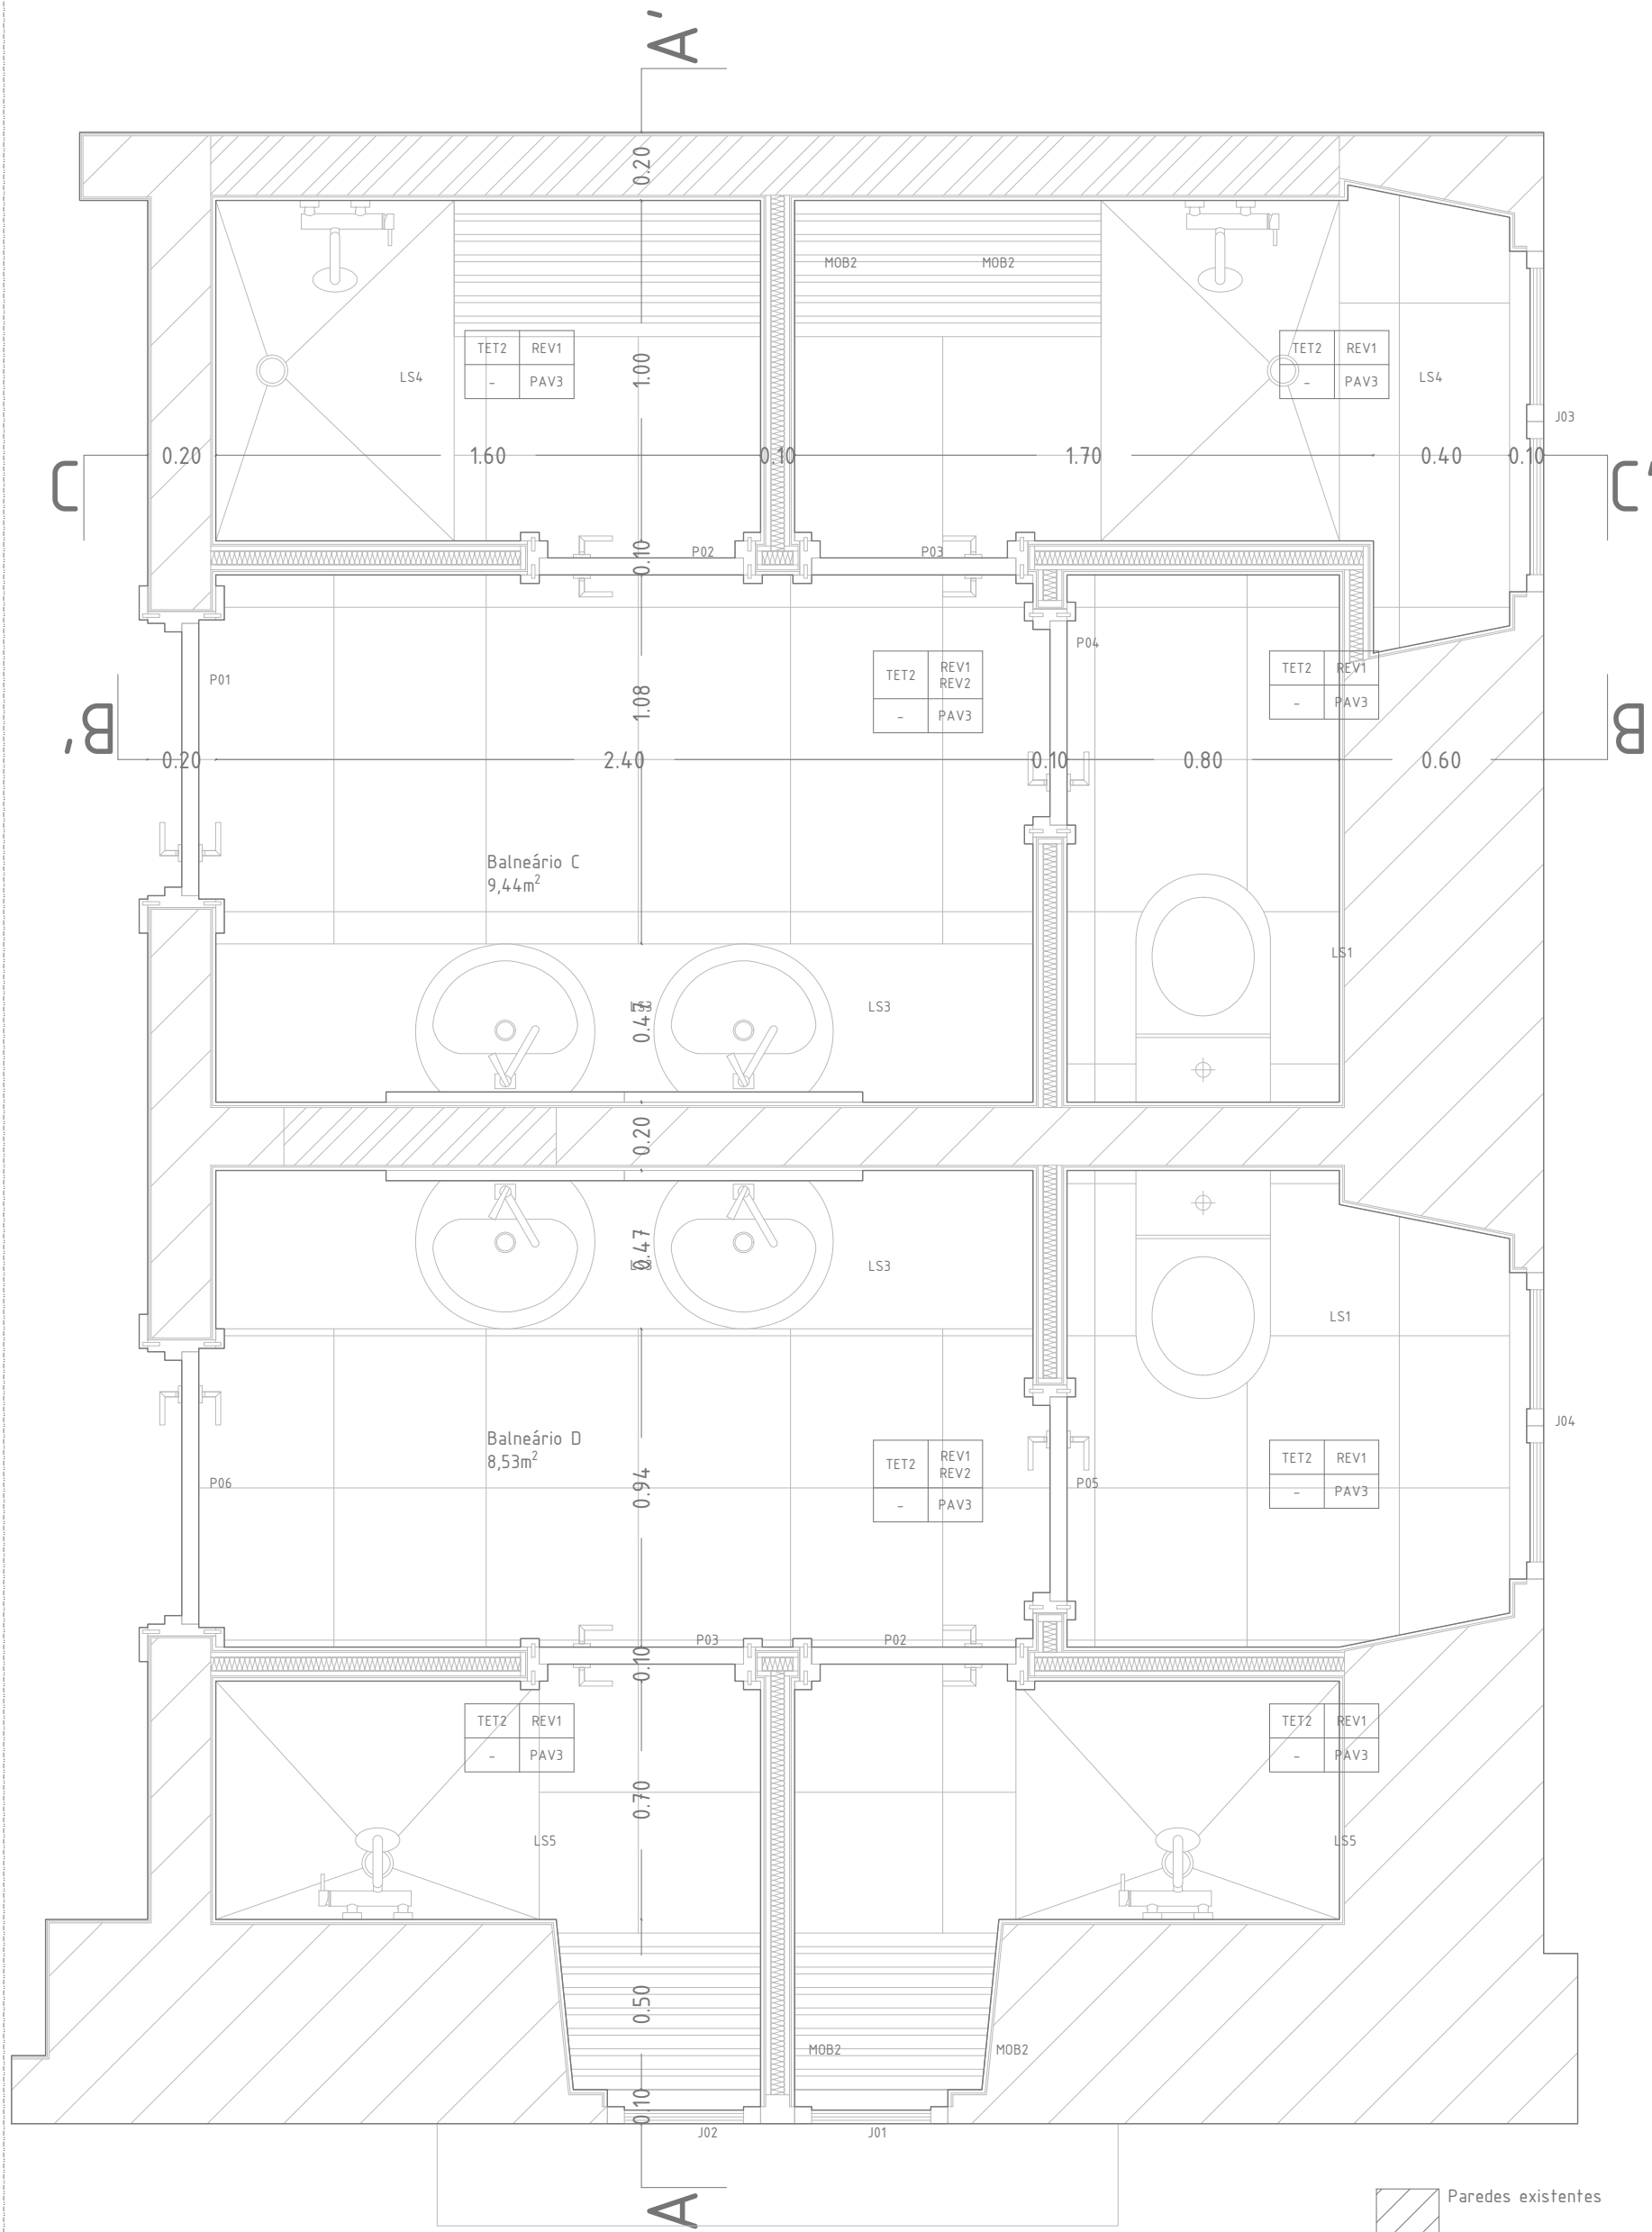 A'
0.20
MOB2 MOB2
TET2 REV1
- PAV3
TET2 REV1
- PAV3
LS4
1.00
LS4
J03
C 0.20 1.60 0.10 1.70 0.40 0.10 C'
P02 0.10 P03
P04
P01
TET2 REV1
REV2
- PAV3
TET2 REV1
- PAV3
1.08
B' 0.20 2.40 0.10 0.80 0.60 B
Balneário C
9,44m²
LS1
LS3 LS3
0.47
0.20
0.47
LS3 LS3
LS1
J04
Balneário D
8,53m²
TET2 REV1
REV2
- PAV3
TET2 REV1
- PAV3
P06 0.94 P05
P03 P02
0.10
TET2 REV1
- PAV3
TET2 REV1
- PAV3
0.70
LS5 LS5
0.50
MOB2 MOB2
0.10
J02 J01
A
Paredes existentes